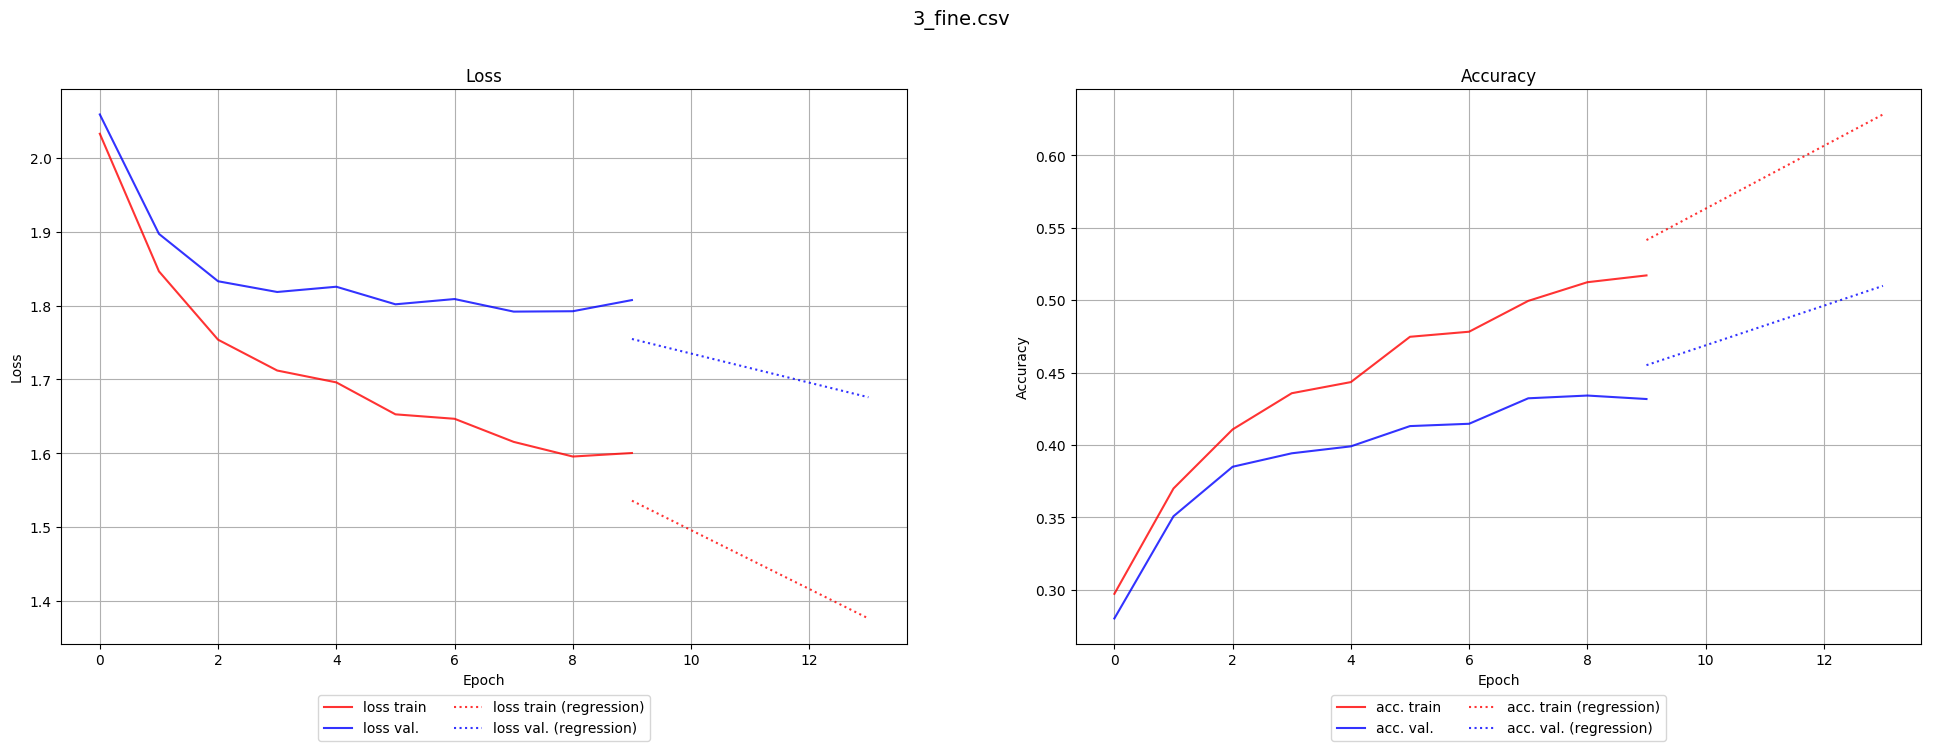 3_fine.csv
Loss
Loss
2.0
1.9
1.8
1.7
1.6
1.5
1.4
0 2 4 6 8 10 12
Epoch
loss train loss train (regression)
loss val. loss val. (regression)
Accuracy
Accuracy
0.60
0.55
0.50
0.45
0.40
0.35
0.30
0 2 4 6 8 10 12
Epoch
acc. train acc. train (regression)
acc. val. acc. val. (regression)